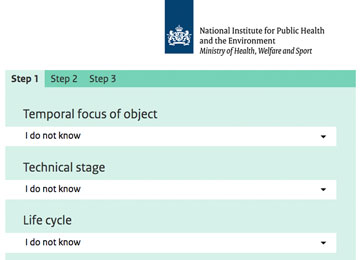 National Institute for Public Health
and the Environment
Ministry of Health, Welfare and Sport
Step 1 Step 2 Step 3
Temporal focus of object
I do not know
Technical stage
I do not know
Life cycle
I do not know